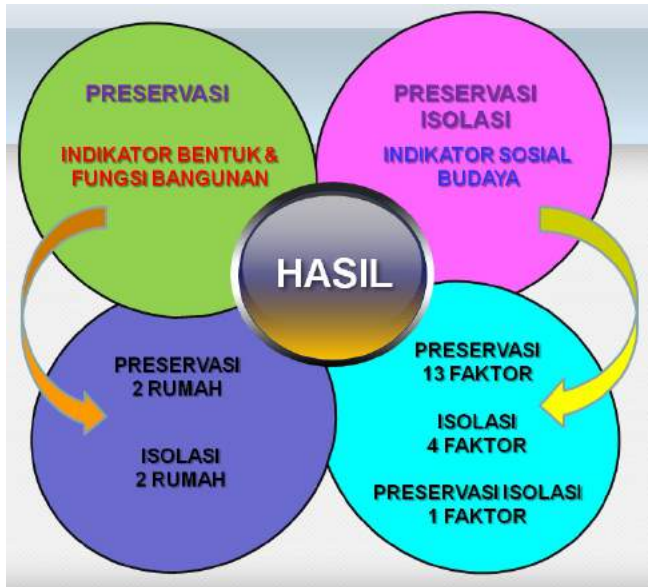 PRESERVASI
INDIKATOR BENTUK &
FUNGSI BANGUNAN
PRESERVASI
ISOLASI
INDIKATOR SOSIAL
BUDAYA
HASIL
PRESERVASI
2 RUMAH
ISOLASI
2 RUMAH
PRESERVASI
13 FAKTOR
ISOLASI
4 FAKTOR
PRESERVASI ISOLASI
1 FAKTOR